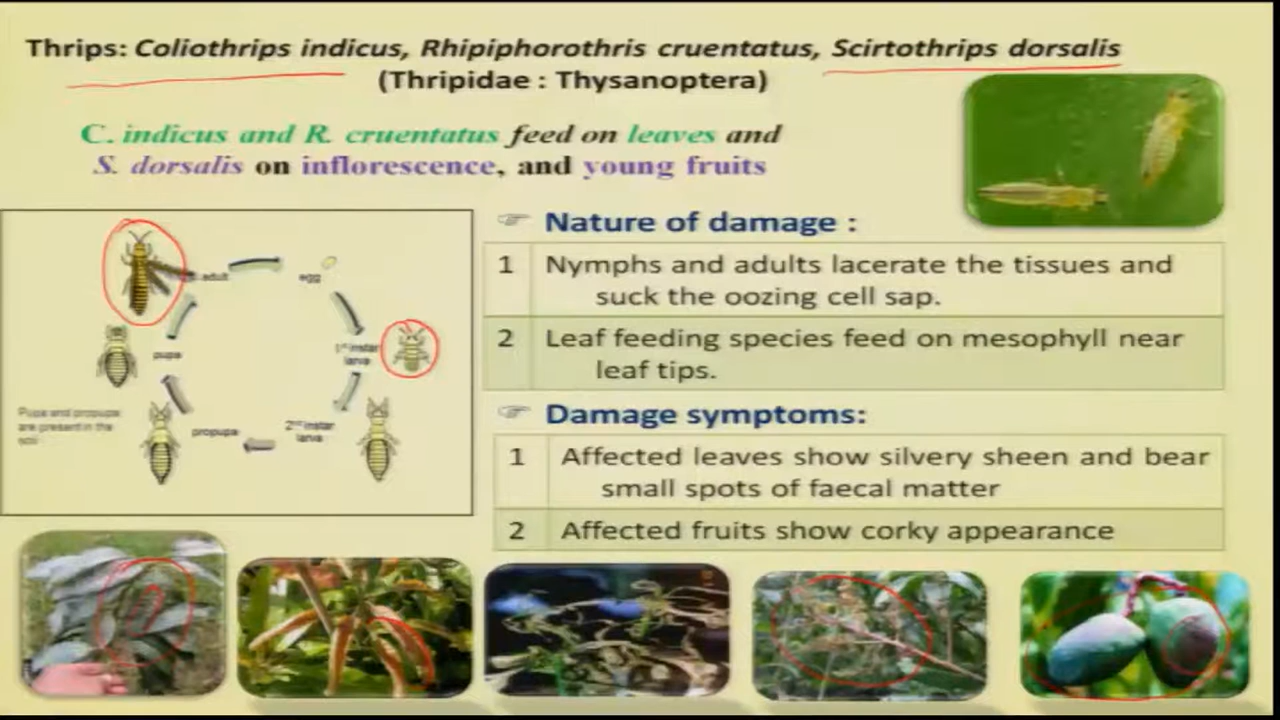 Thrips: Coliothrips indicus, Rhipiphorothris cruentatus, Scirtothrips dorsalis
(Thripidae : Thysanoptera)
C. indicus and R. cruentatus feed on leaves and
S. dorsalis on inflorescence, and young fruits
☞ Nature of damage :
1 Nymphs and adults lacerate the tissues and
suck the oozing cell sap.
2 Leaf feeding species feed on mesophyll near
leaf tips.
☞ Damage symptoms:
1 Affected leaves show silvery sheen and bear
small spots of faecal matter
2 Affected fruits show corky appearance
adult
egg
1st instar
larva
2nd instar
larva
propupa
pupa
Pupa and propupa
are present in the
soil